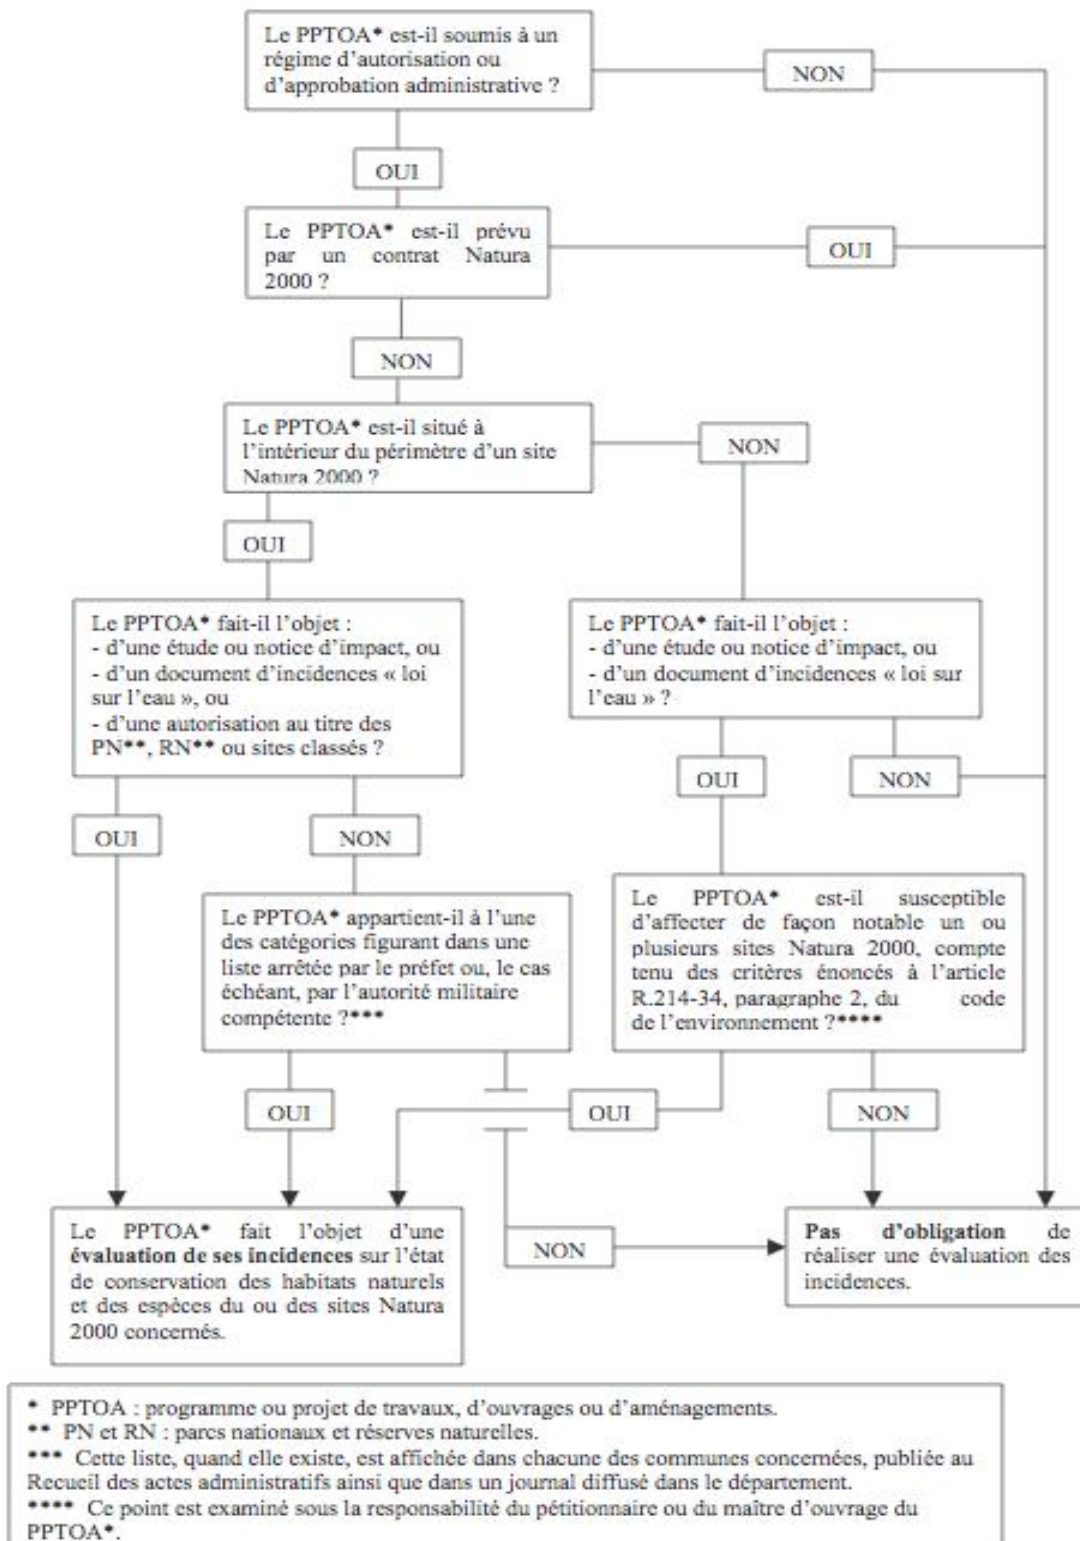 Le PPTOA* est-il soumis à un
régime d'autorisation ou
d'approbation administrative ?
NON
OUI
Le PPTOA* est-il prévu
par un contrat Natura
2000 ?
OUI
NON
Le PPTOA* est-il situé à
l'intérieur du périmètre d'un site
Natura 2000 ?
NON
OUI
Le PPTOA* fait-il l'objet :
- d'une étude ou notice d'impact, ou
- d'un document d'incidences « loi
sur l'eau », ou
- d'une autorisation au titre des
PN**, RN** ou sites classés ?
Le PPTOA* fait-il l'objet :
- d'une étude ou notice d'impact, ou
- d'un document d'incidences « loi sur
l'eau » ?
OUI
NON
OUI
NON
Le PPTOA* appartient-il à l'une
des catégories figurant dans une
liste arrêtée par le préfet ou, le cas
échéant, par l'autorité militaire
compétente ?***
Le PPTOA* est-il susceptible
d'affecter de façon notable un ou
plusieurs sites Natura 2000, compte
tenu des critères énoncés à l'article
R.214-34, paragraphe 2, du code
de l'environnement ?****
OUI
OUI
NON
Le PPTOA* fait l'objet d'une
évaluation de ses incidences sur l'état
de conservation des habitats naturels
et des espèces du ou des sites Natura
2000 concernés.
NON
Pas d'obligation de
réaliser une évaluation des
incidences.
* PPTOA : programme ou projet de travaux, d'ouvrages ou d'aménagements.
** PN et RN : parcs nationaux et réserves naturelles.
*** Cette liste, quand elle existe, est affichée dans chacune des communes concernées, publiée au
Recueil des actes administratifs ainsi que dans un journal diffusé dans le département.
**** Ce point est examiné sous la responsabilité du pétitionnaire ou du maître d'ouvrage du
PPTOA*.